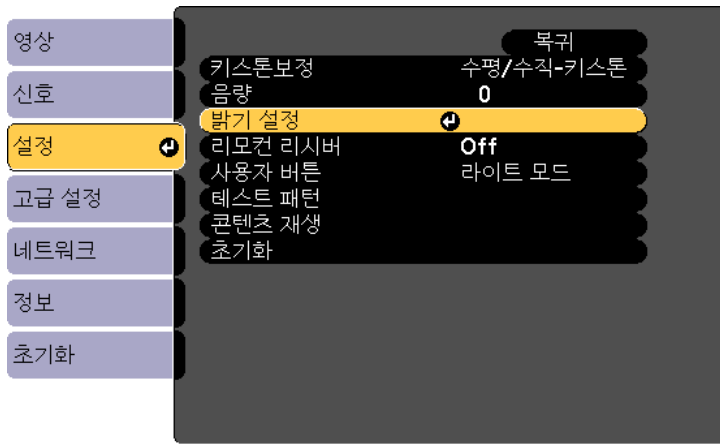 영상
신호
설정
고급 설정
네트워크
정보
초기화
복귀
키스톤보정 수평/수직-키스톤
음량 0
밝기 설정
리모컨 리시버 Off
사용자 버튼 라이트 모드
테스트 패턴
콘텐츠 재생
초기화